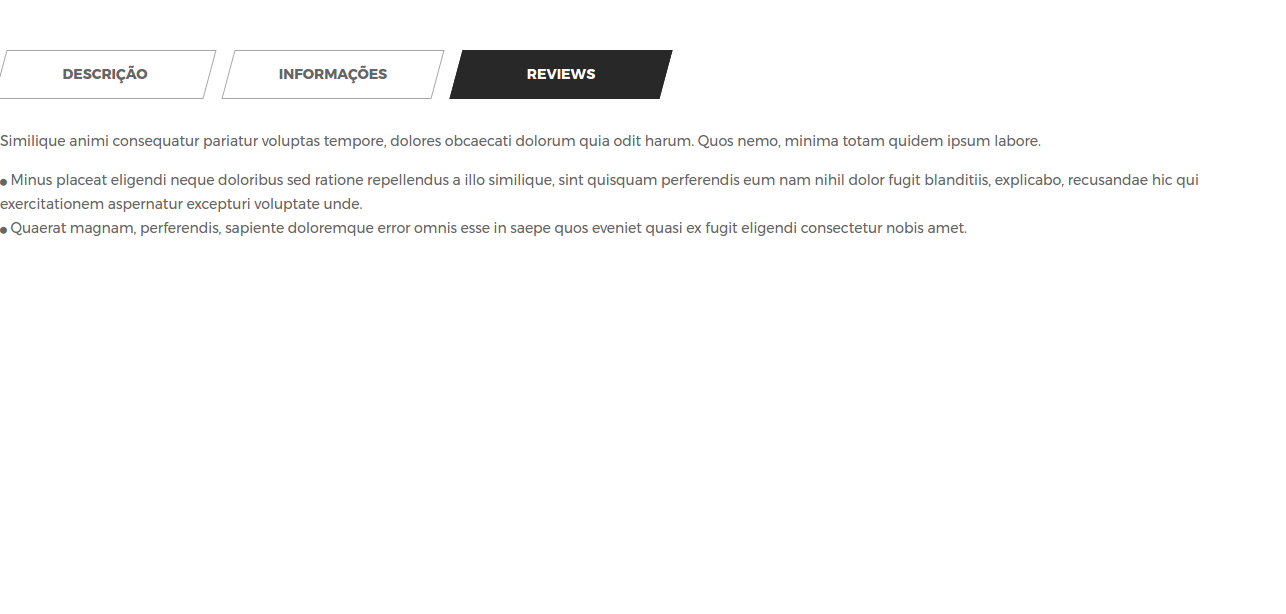 DESCRIÇÃO INFORMAÇÕES REVIEWS
Similique animi consequatur pariatur voluptas tempore, dolores obcaecati dolorum quia odit harum. Quos nemo, minima totam quidem ipsum labore.
● Minus placeat eligendi neque doloribus sed ratione repellendus a illo similique, sint quisquam perferendis eum nam nihil dolor fugit blanditiis, explicabo, recusandae hic qui
exercitationem aspernatur excepturi voluptate unde.
● Quaerat magnam, perferendis, sapiente doloremque error omnis esse in saepe quos eveniet quasi ex fugit eligendi consectetur nobis amet.